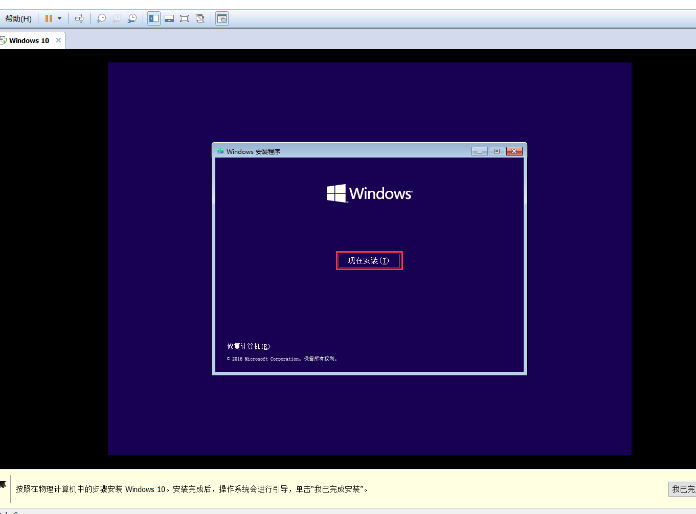 帮助(H)
Windows 10
Windows 安装程序
Windows
现在安装(I)
修复计算机(R)
© 2018 Microsoft Corporation。保留所有权利。
按照在物理计算机中的步骤安装 Windows 10。安装完成后，操作系统会进行引导，单击“我已完成安装”。
我已完